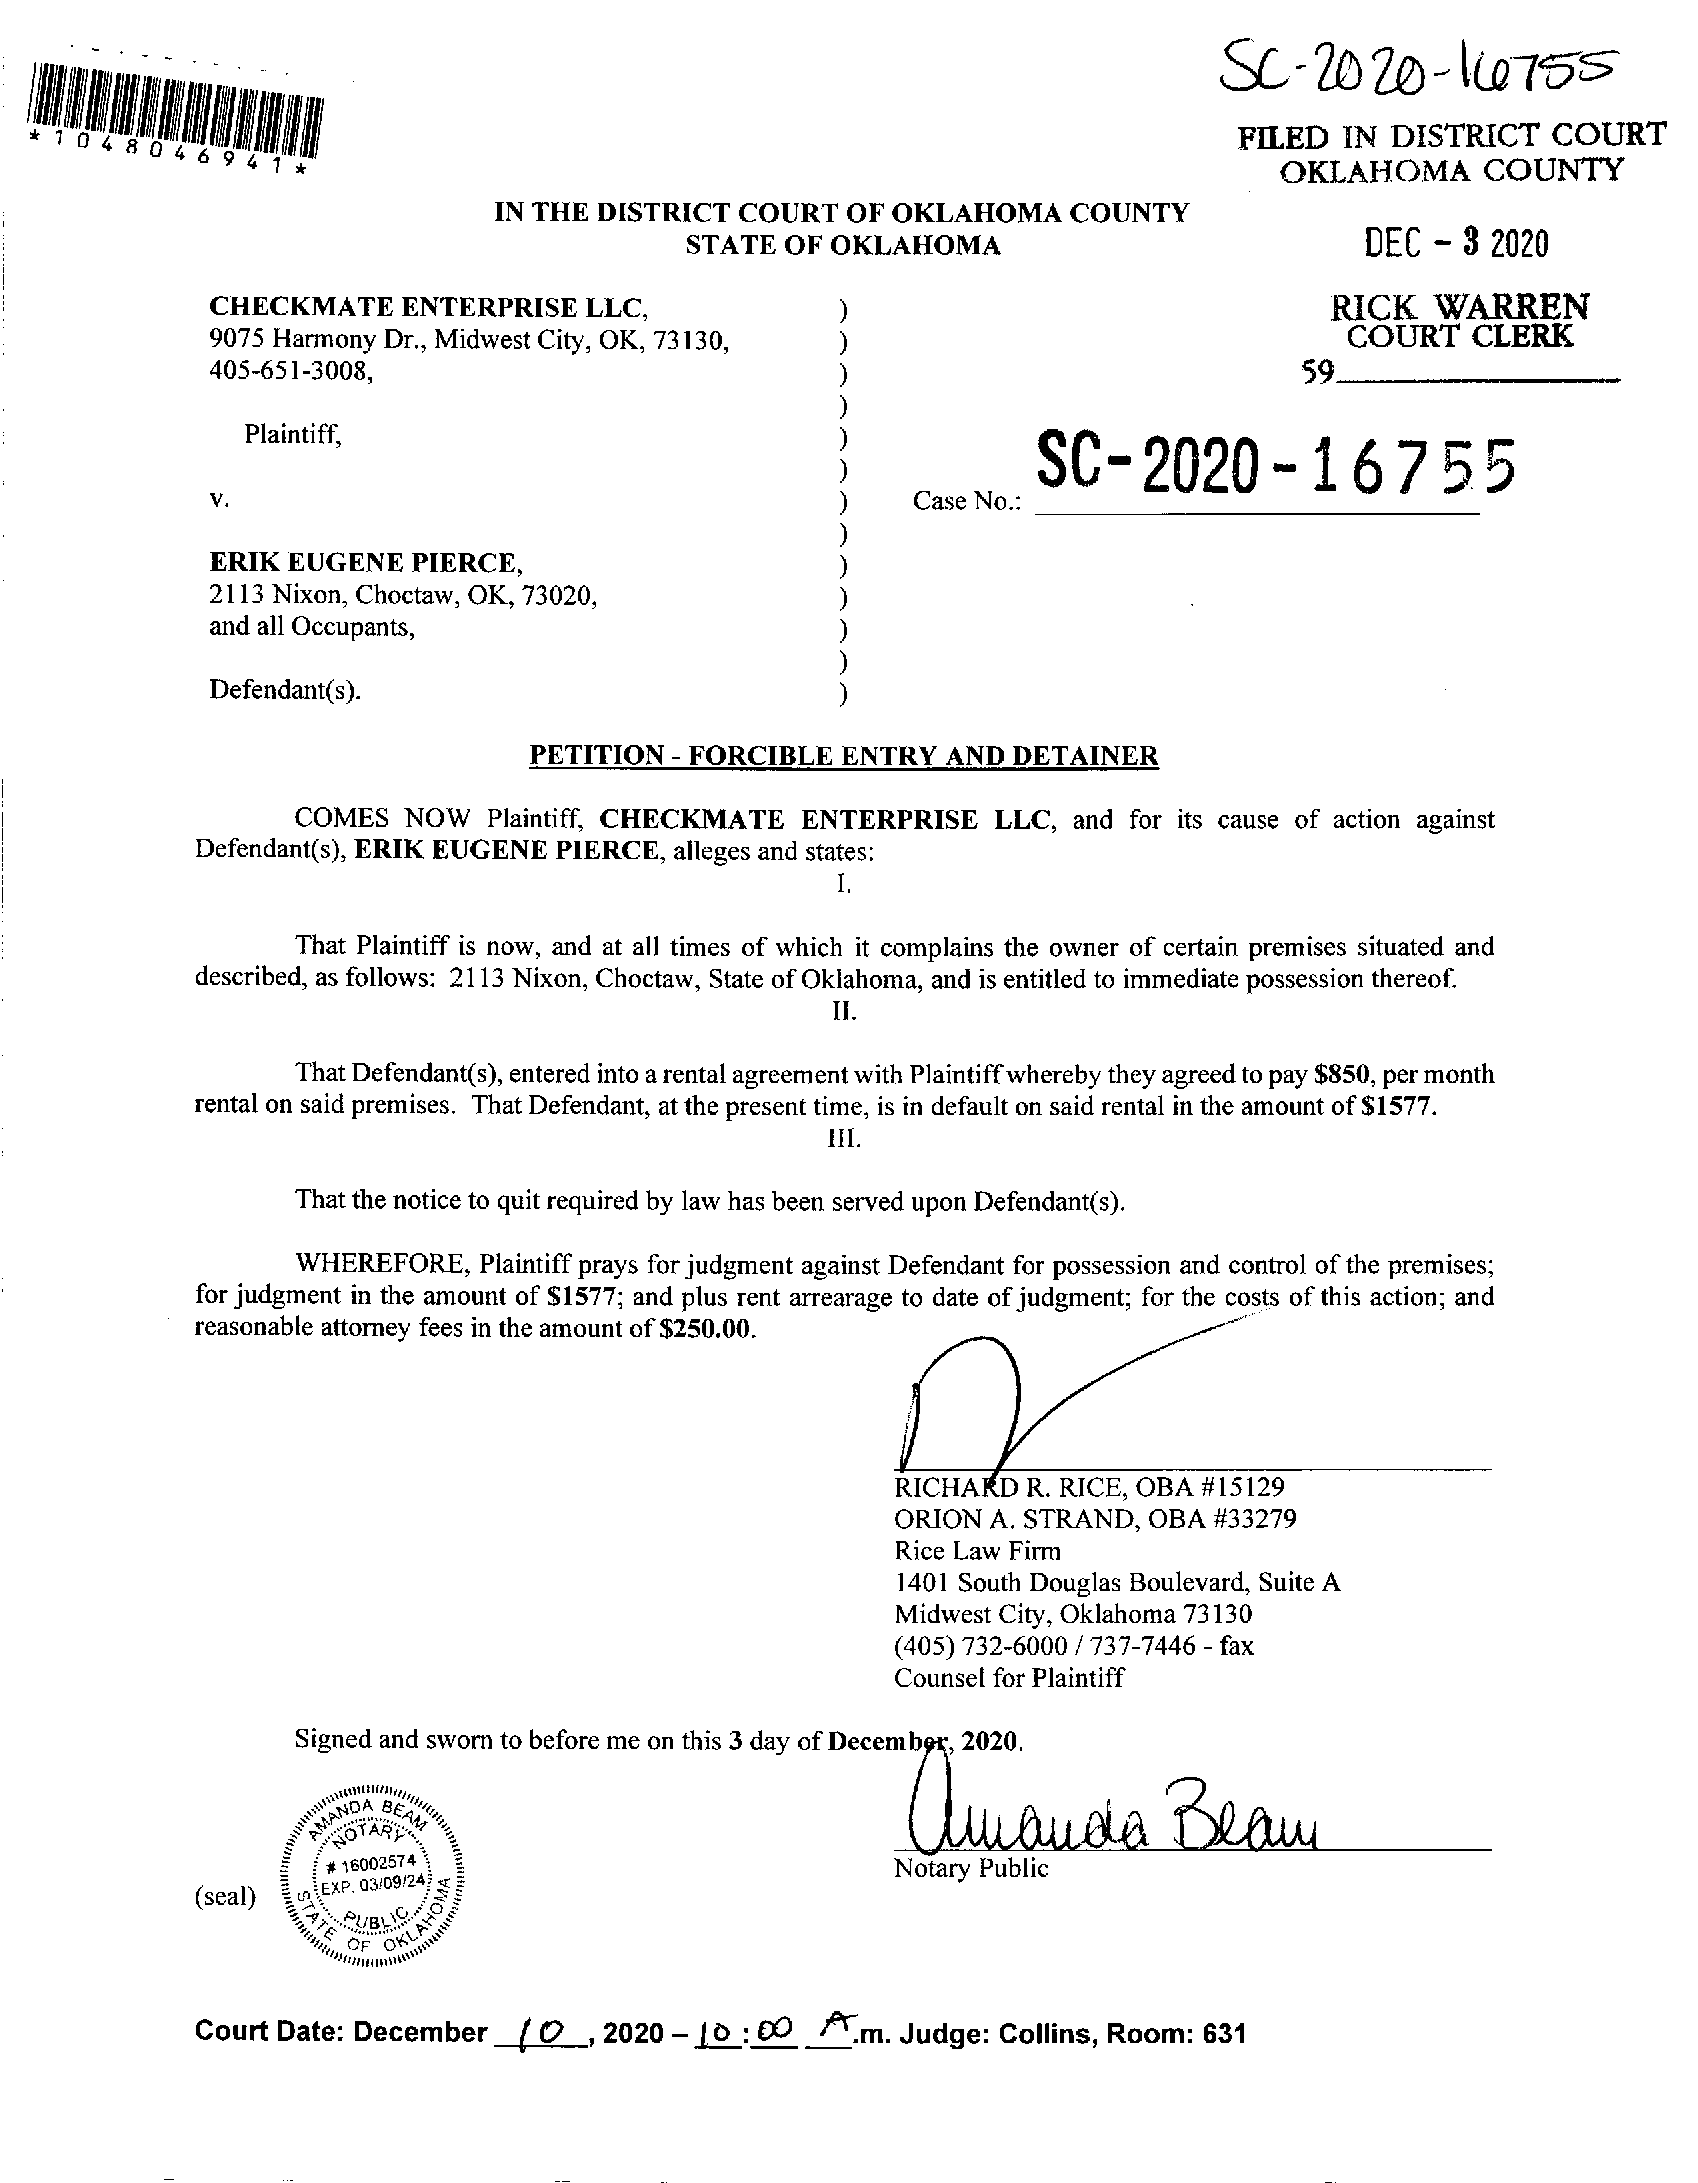 SC-2020-16755
*1048046941*
FILED IN DISTRICT COURT
OKLAHOMA COUNTY
IN THE DISTRICT COURT OF OKLAHOMA COUNTY
STATE OF OKLAHOMA
DEC - 3 2020
RICK WARREN
COURT CLERK
59
CHECKMATE ENTERPRISE LLC, )
9075 Harmony Dr., Midwest City, OK, 73130, )
405-651-3008, )
)
Plaintiff, )
)
v. ) Case No.: SC-2020-16755
)
ERIK EUGENE PIERCE, )
2113 Nixon, Choctaw, OK, 73020, )
and all Occupants, )
)
Defendant(s). )
PETITION - FORCIBLE ENTRY AND DETAINER
COMES NOW Plaintiff, CHECKMATE ENTERPRISE LLC, and for its cause of action against
Defendant(s), ERIK EUGENE PIERCE, alleges and states:
I.
That Plaintiff is now, and at all times of which it complains the owner of certain premises situated and
described, as follows: 2113 Nixon, Choctaw, State of Oklahoma, and is entitled to immediate possession thereof.
II.
That Defendant(s), entered into a rental agreement with Plaintiff whereby they agreed to pay $850, per month
rental on said premises. That Defendant, at the present time, is in default on said rental in the amount of $1577.
III.
That the notice to quit required by law has been served upon Defendant(s).
WHEREFORE, Plaintiff prays for judgment against Defendant for possession and control of the premises;
for judgment in the amount of $1577; and plus rent arrearage to date of judgment; for the costs of this action; and
reasonable attorney fees in the amount of $250.00.
RICHARD R. RICE, OBA #15129
ORION A. STRAND, OBA #33279
Rice Law Firm
1401 South Douglas Boulevard, Suite A
Midwest City, Oklahoma 73130
(405) 732-6000 / 737-7446 - fax
Counsel for Plaintiff
Signed and sworn to before me on this 3 day of December, 2020.
Amanda Beam
Notary Public
(seal)
AMANDA BEAM
NOTARY
# 16002574
EXP. 03/09/24
PUBLIC
STATE OF OKLAHOMA
Court Date: December 10, 2020 – 10:00 A.m. Judge: Collins, Room: 631